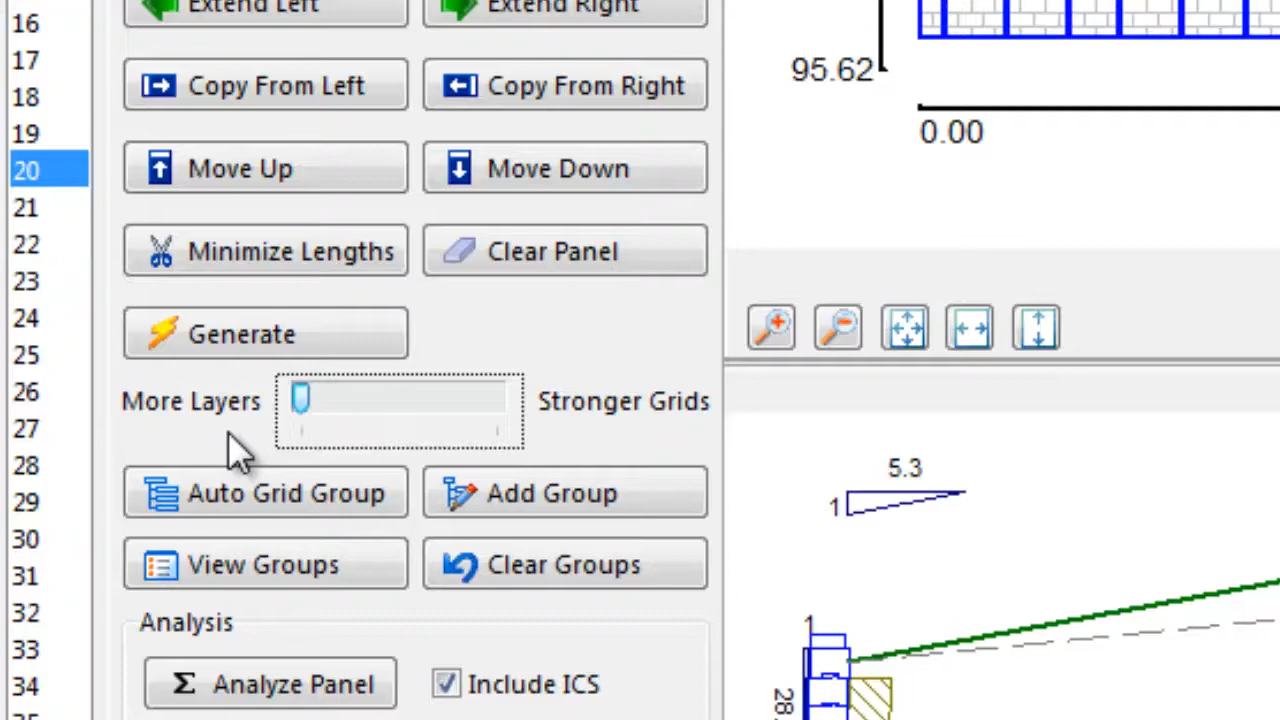 16
17
18
19
20
21
22
23
24
25
26
27
28
29
30
31
32
33
34
Extend Left
Extend Right
Copy From Left
Copy From Right
Move Up
Move Down
Minimize Lengths
Clear Panel
Generate
More Layers
Stronger Grids
Auto Grid Group
Add Group
View Groups
Clear Groups
Analysis
Σ Analyze Panel
Include ICS
95.62
0.00
5.3
1
1
28.